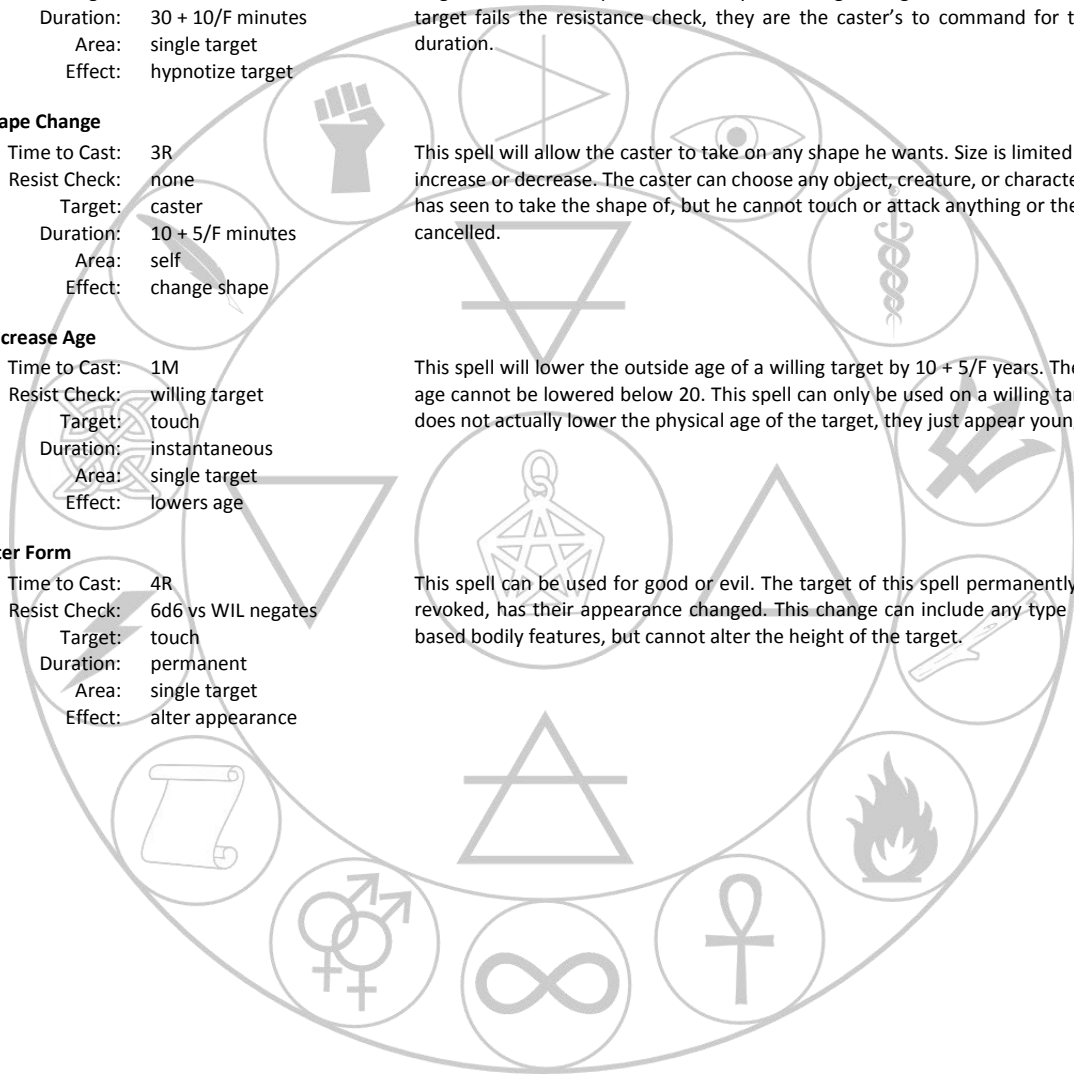 Duration: 30 + 10/F minutes
Area: single target
Effect: hypnotize target
target fails the resistance check, they are the caster’s to command for t
duration.
ape Change
Time to Cast: 3R
Resist Check: none
Target: caster
Duration: 10 + 5/F minutes
Area: self
Effect: change shape
This spell will allow the caster to take on any shape he wants. Size is limited
increase or decrease. The caster can choose any object, creature, or characte
has seen to take the shape of, but he cannot touch or attack anything or the
cancelled.
crease Age
Time to Cast: 1M
Resist Check: willing target
Target: touch
Duration: instantaneous
Area: single target
Effect: lowers age
This spell will lower the outside age of a willing target by 10 + 5/F years. The
age cannot be lowered below 20. This spell can only be used on a willing tar
does not actually lower the physical age of the target, they just appear youn
ter Form
Time to Cast: 4R
Resist Check: 6d6 vs WIL negates
Target: touch
Duration: permanent
Area: single target
Effect: alter appearance
This spell can be used for good or evil. The target of this spell permanently
revoked, has their appearance changed. This change can include any type
based bodily features, but cannot alter the height of the target.